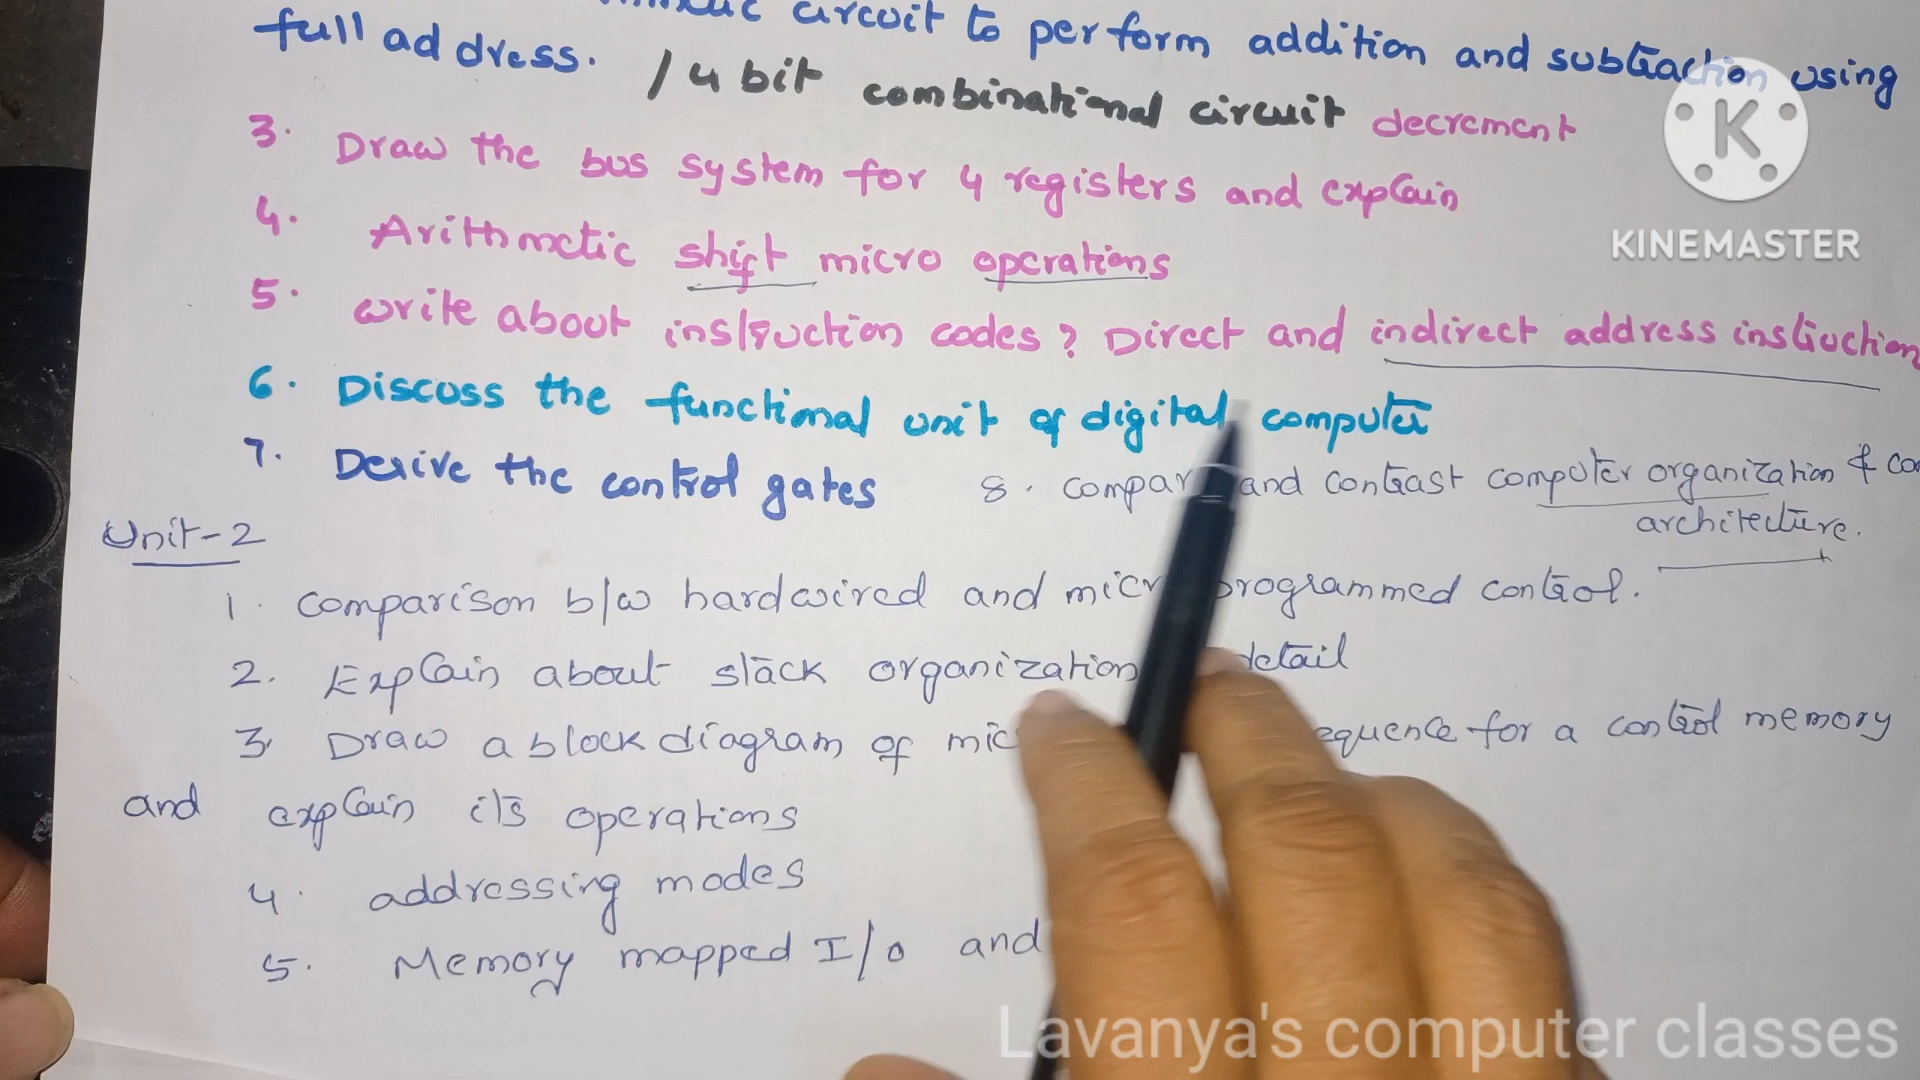 circuit to perform addition and subtraction using
full address. / 4 bit combinational circuit decrement
3. Draw the bus system for 4 registers and explain
4. Arithmetic shift micro operations
5. write about instruction codes? Direct and indirect address instruction
6. Discuss the functional unit of digital computer
7. Derive the control gates 8. compar and contrast computer organization &
architecture.
Unit-2
1. comparison b/w hardwired and micr programmed control.
2. Explain about stack organization detail
3. Draw a block diagram of mic equence for a control memory
and explain its operations
4. addressing modes
5. Memory mapped I/O and
K
KINEMASTER
Lavanya's computer classes